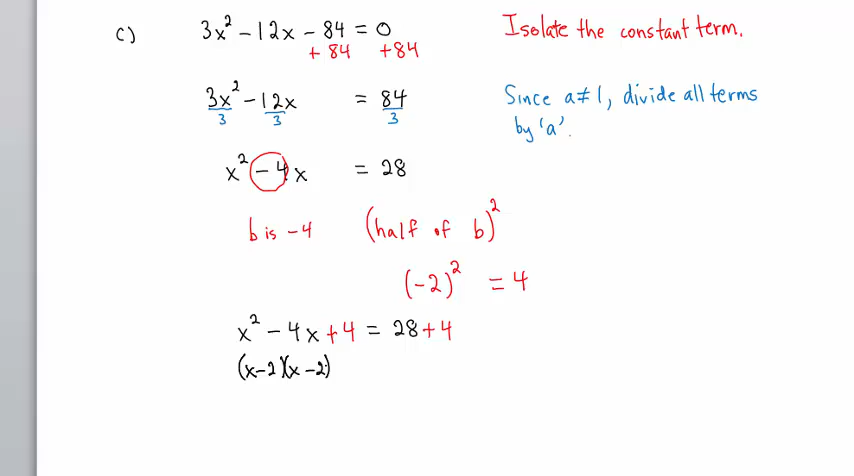 c) 3x² - 12x - 84 = 0 Isolate the constant term.
+ 84 + 84
3x² - 12x = 84 Since a ≠ 1, divide all terms
3 3 3 by 'a'.
x² - 4x = 28
b is -4 (half of b)²
(-2)² = 4
x² - 4x + 4 = 28 + 4
(x - 2)(x - 2)